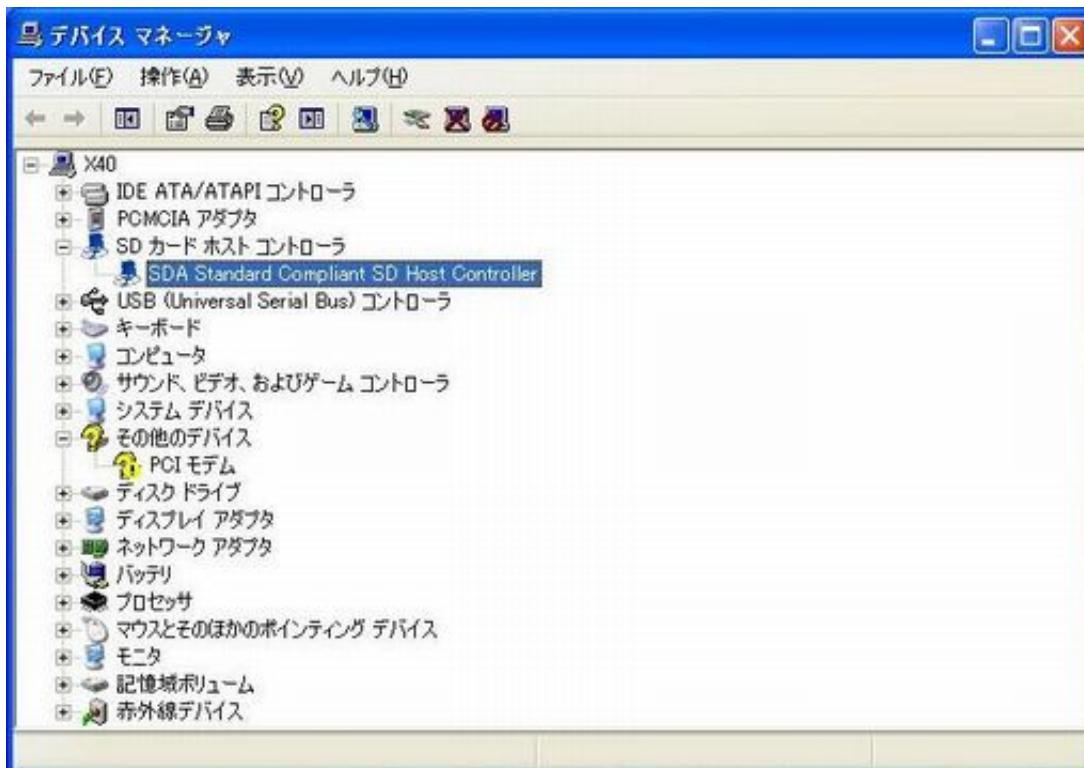 デバイス マネージャ
ファイル(F) 操作(A) 表示(V) ヘルプ(H)
X40
IDE ATA/ATAPI コントローラ
PCMCIA アダプタ
SD カード ホスト コントローラ
SDA Standard Compliant SD Host Controller
USB (Universal Serial Bus) コントローラ
キーボード
コンピュータ
サウンド、ビデオ、およびゲーム コントローラ
システム デバイス
その他のデバイス
PCI モデム
ディスク ドライブ
ディスプレイ アダプタ
ネットワーク アダプタ
バッテリ
プロセッサ
マウスとそのほかのポインティング デバイス
モニタ
記憶域ボリューム
赤外線デバイス